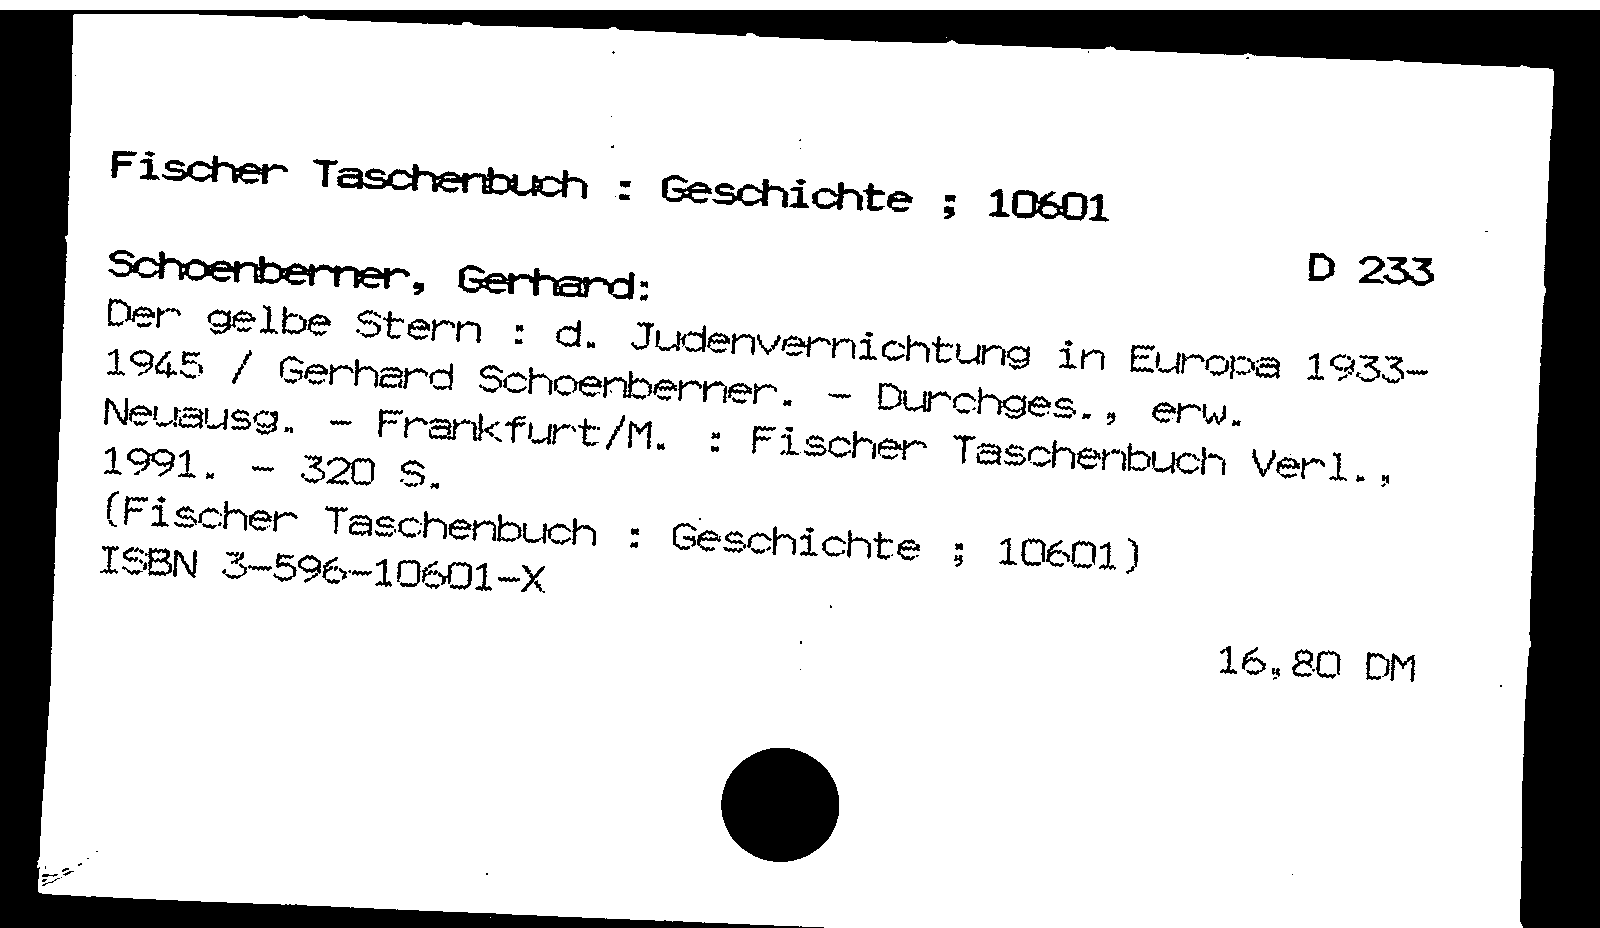 Fischer Taschenbuch : Geschichte ; 10601
Schoenberner, Gerhard: D 233
Der gelbe Stern : d. Judenvernichtung in Europa 1933-
1945 / Gerhard Schoenberner. - Durchges., erw.
Neuausg. - Frankfurt/M. : Fischer Taschenbuch Verl.,
1991. - 320 S.
(Fischer Taschenbuch : Geschichte ; 10601)
ISBN 3-596-10601-X
16,80 DM